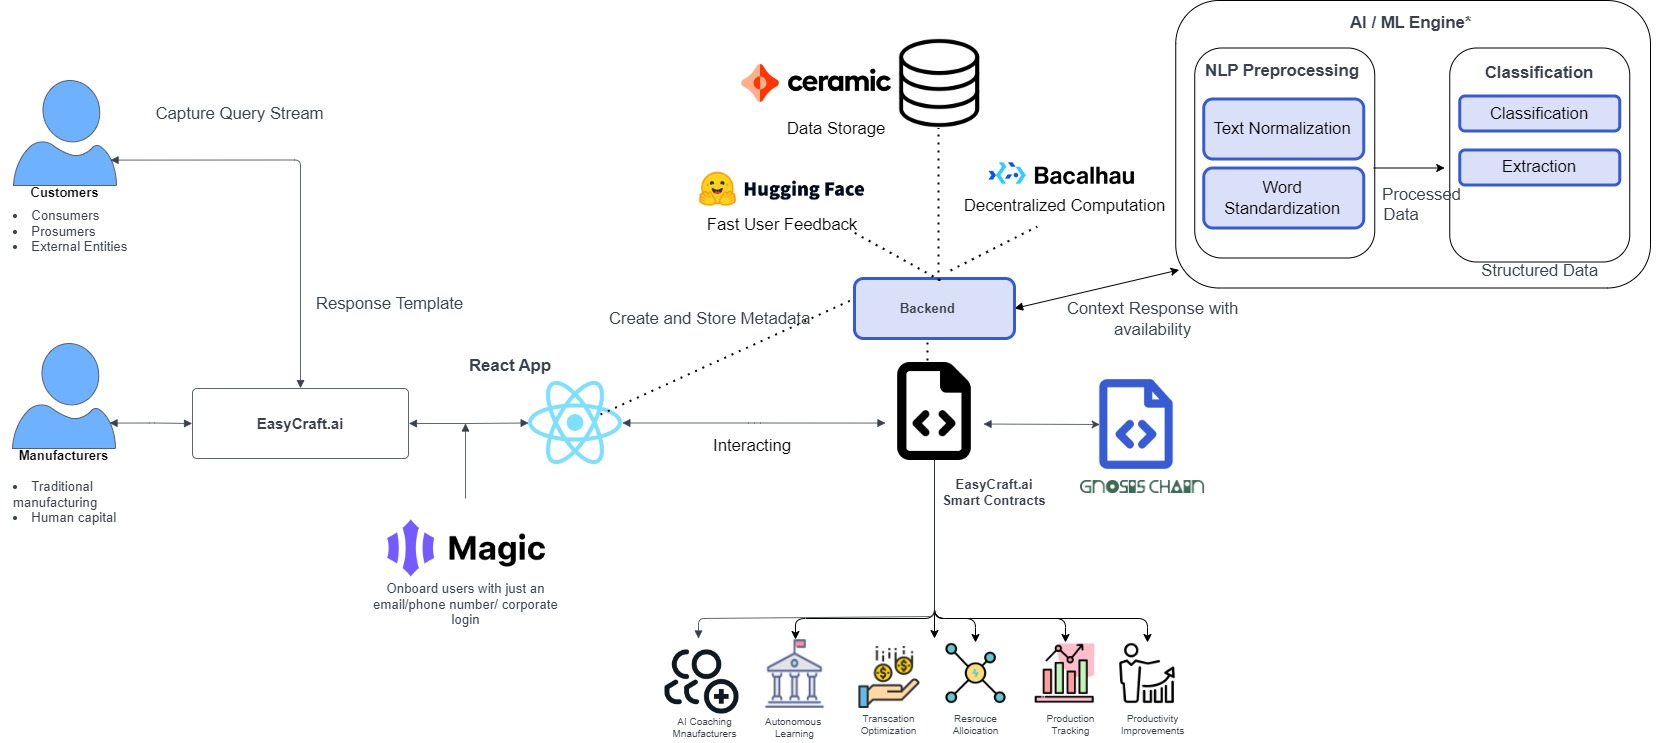 AI / ML Engine*
NLP Preprocessing
Text Normalization
Word
Standardization
Processed
Data
Classification
Classification
Extraction
Structured Data
ceramic
Data Storage
Hugging Face
Fast User Feedback
Bacalhau
Decentralized Computation
Capture Query Stream
Customers
• Consumers
• Prosumers
• External Entities
Response Template
Create and Store Metadata
Backend
Context Response with
availability
React App
EasyCraft.ai
Manufacturers
• Traditional
manufacturing
• Human capital
Interacting
EasyCraft.ai
Smart Contracts
GNOSIS CHAIN
Magic
Onboard users with just an
email/phone number/ corporate
login
AI Coaching
Mnaufacturers
Autonomous
Learning
Transcation
Optimization
Resrouce
Alloication
Production
Tracking
Productivity
Improvements